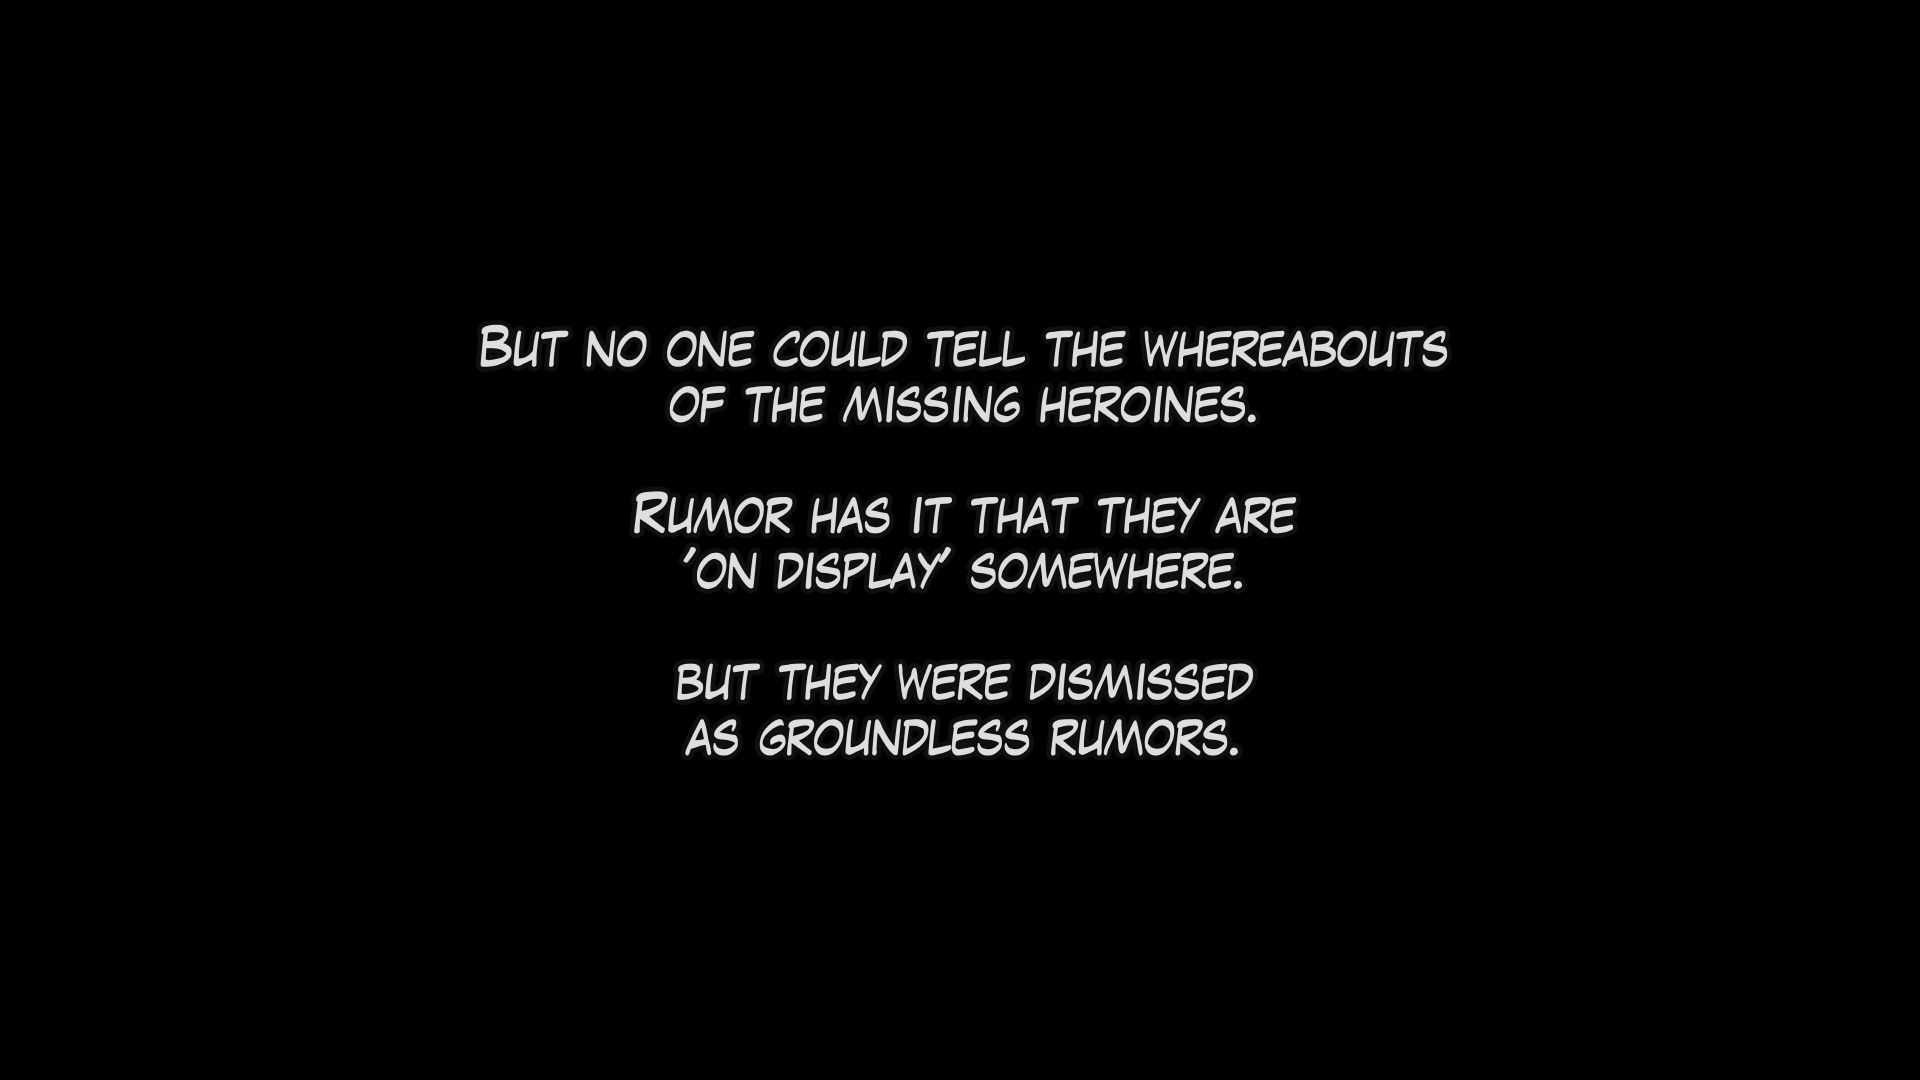 But no one could tell the whereabouts
of the missing heroines.
Rumor has it that they are
'on display' somewhere.
but they were dismissed
as groundless rumors.